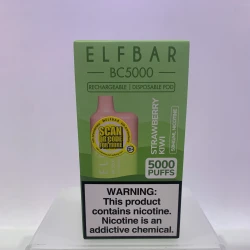 ELFBAR
BC5000
RECHARGEABLE | DISPOSABLE POD
SCAN
STRAWBERRY
KIWI
5000
PUFFS
WARNING:
This product
contains nicotine.
Nicotine is an
addictive chemical.